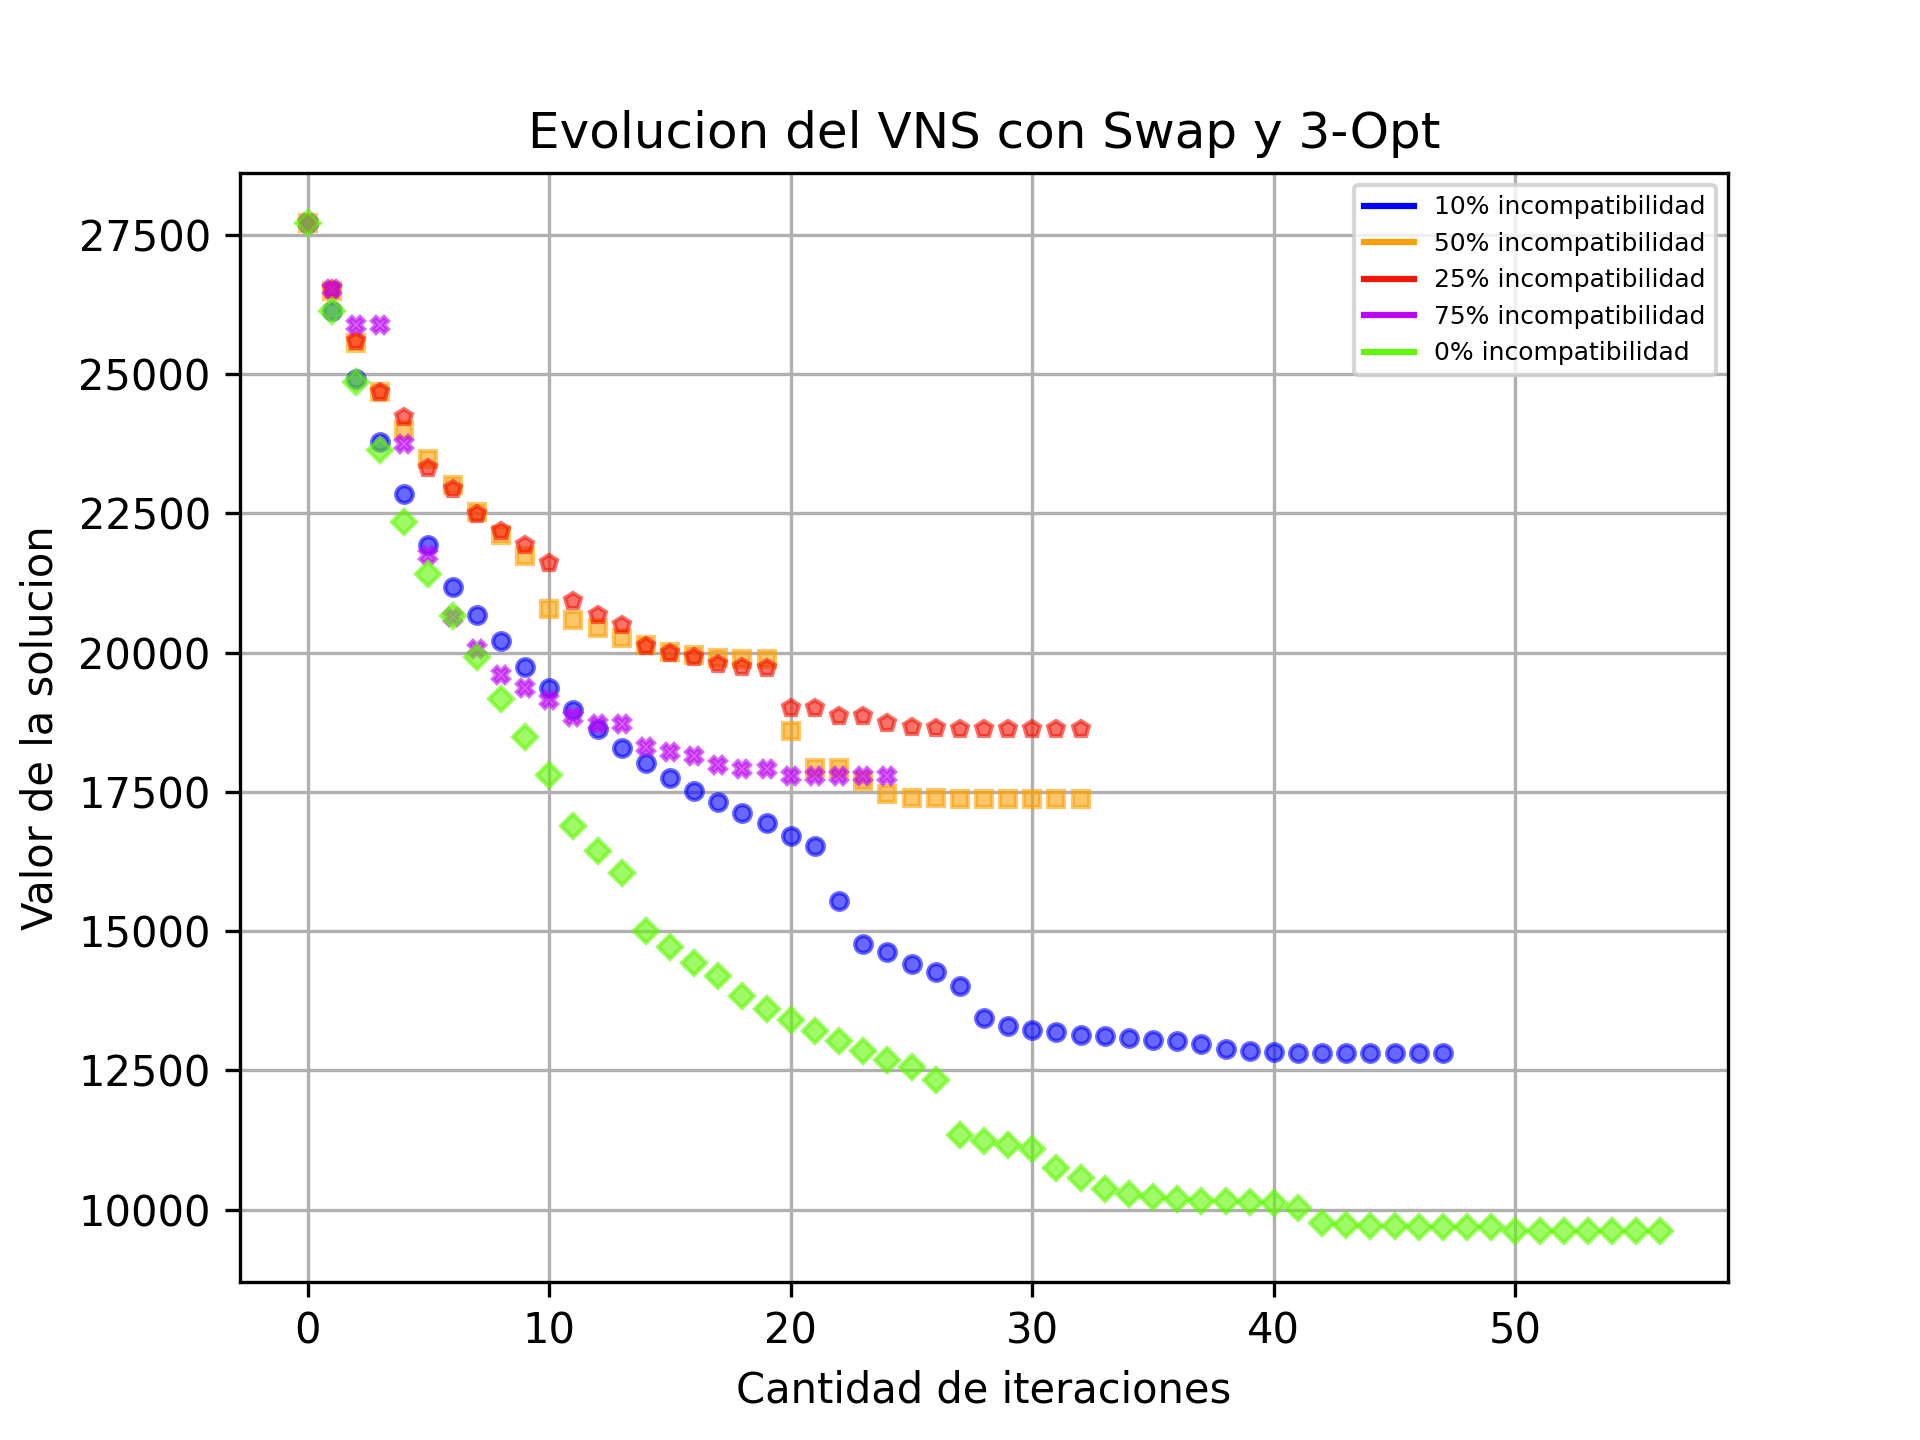 Evolucion del VNS con Swap y 3-Opt
10% incompatibilidad
50% incompatibilidad
25% incompatibilidad
75% incompatibilidad
0% incompatibilidad
Valor de la solucion
27500
25000
22500
20000
17500
15000
12500
10000
0 10 20 30 40 50
Cantidad de iteraciones